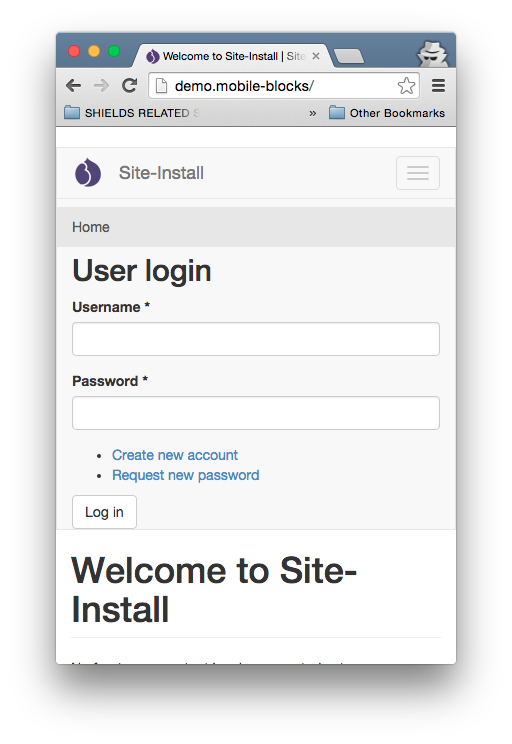 Welcome to Site-Install | Site
demo.mobile-blocks/
SHIELDS RELATED S
» Other Bookmarks
Site-Install
Home
User login
Username *
Password *
• Create new account
• Request new password
Log in
Welcome to Site-
Install